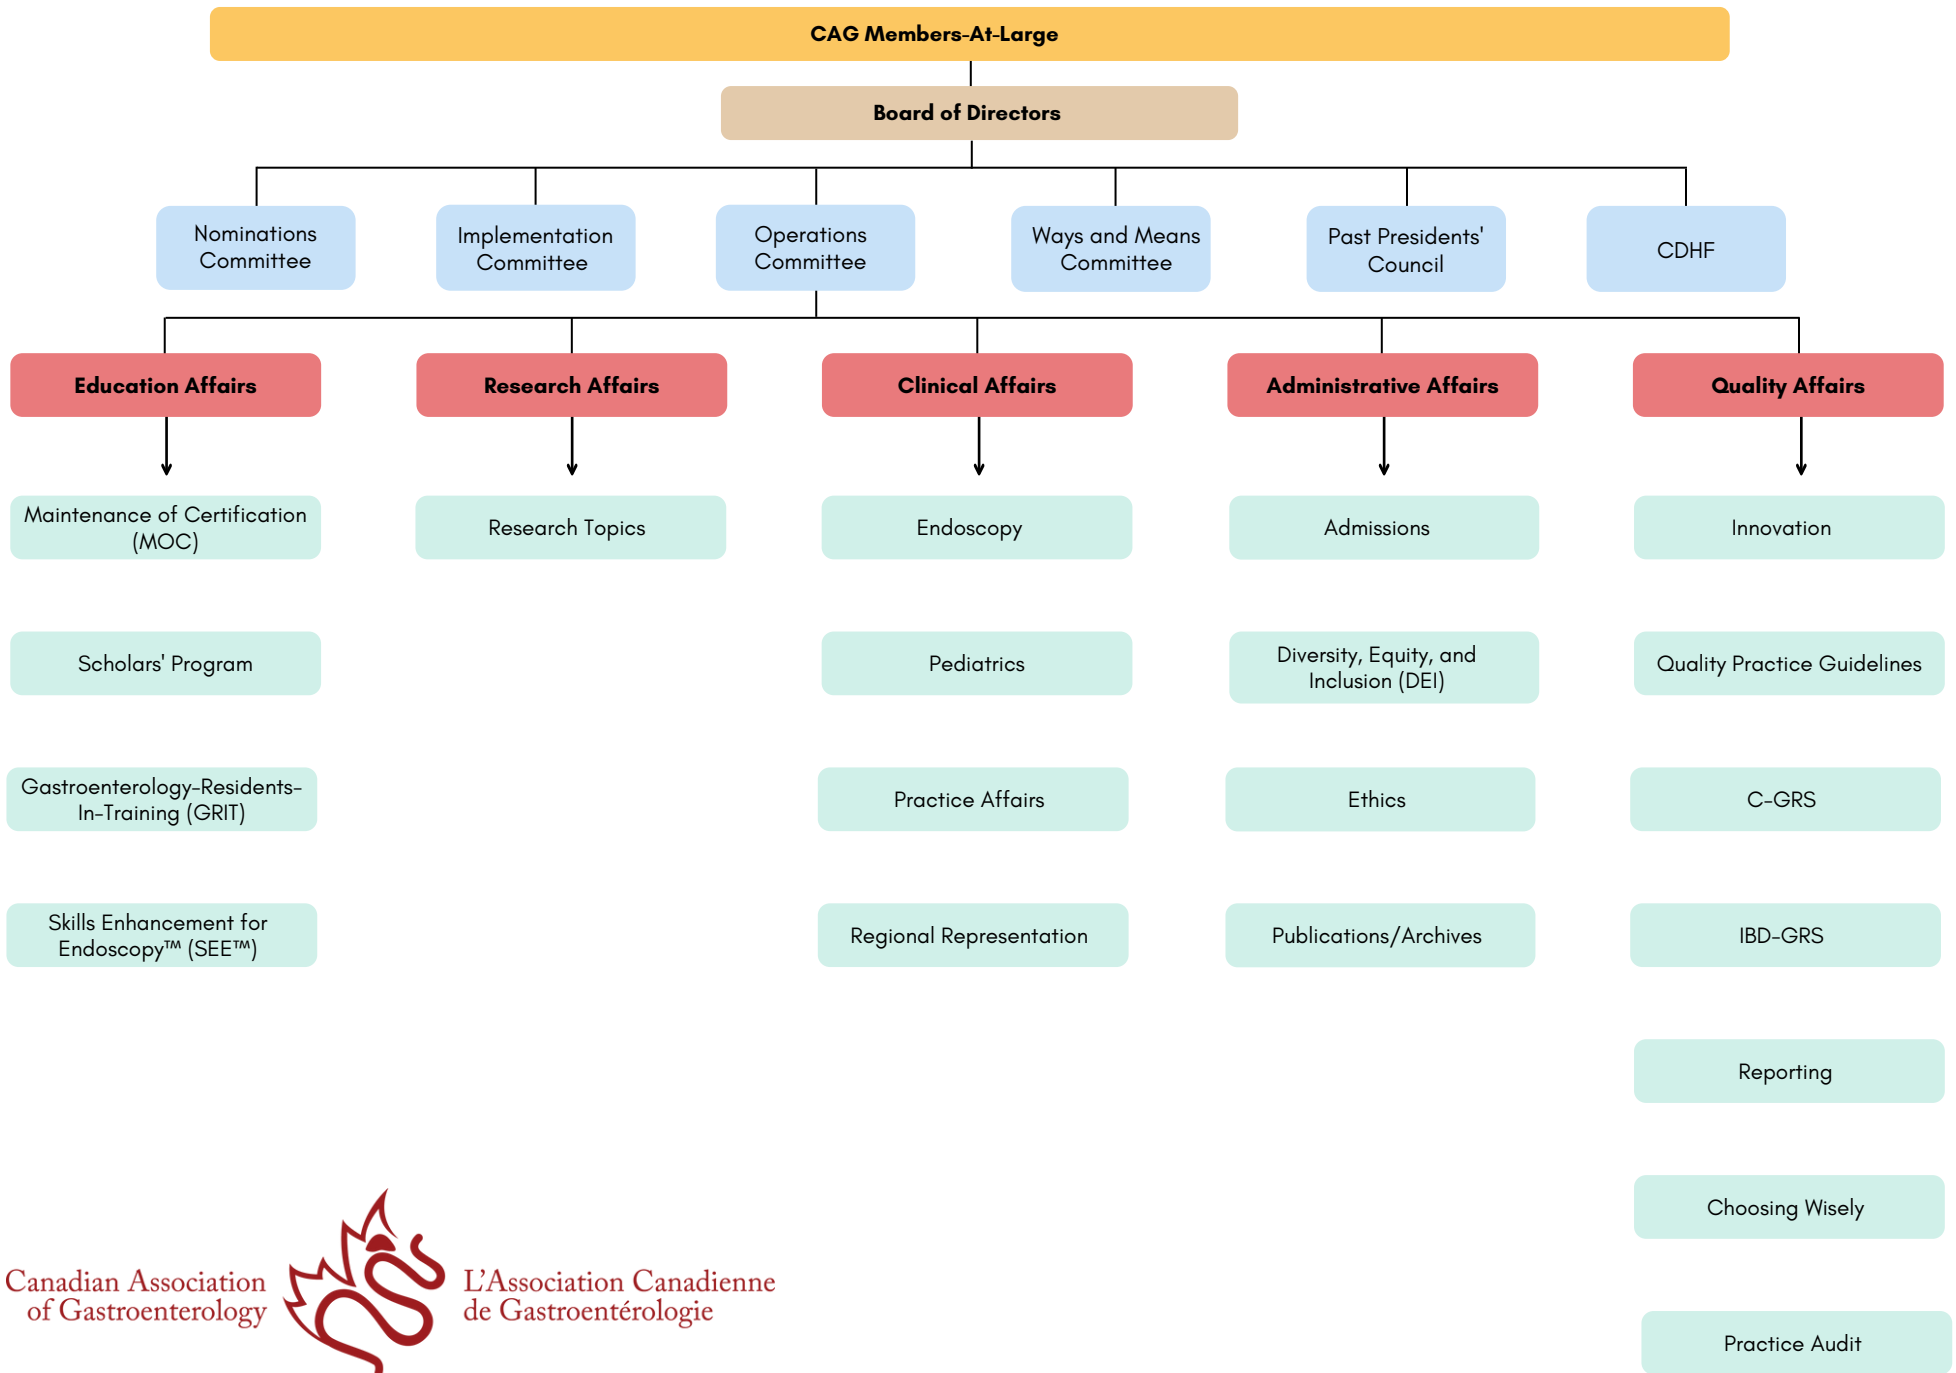 CAG Members-At-Large
Board of Directors
Nominations
Committee
Implementation
Committee
Operations
Committee
Ways and Means
Committee
Past Presidents'
Council
CDHF
Education Affairs
Research Affairs
Clinical Affairs
Administrative Affairs
Quality Affairs
Maintenance of Certification
(MOC)
Research Topics
Endoscopy
Admissions
Innovation
Scholars' Program
Pediatrics
Diversity, Equity, and
Inclusion (DEI)
Quality Practice Guidelines
Gastroenterology-Residents-
In-Training (GRIT)
Practice Affairs
Ethics
C-GRS
Skills Enhancement for
Endoscopy™ (SEE™)
Regional Representation
Publications/Archives
IBD-GRS
Reporting
Choosing Wisely
Practice Audit
Canadian Association
of Gastroenterology
L'Association Canadienne
de Gastroentérologie